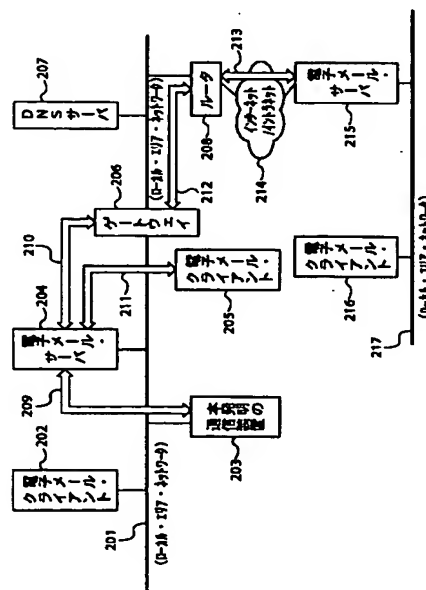 202
電子メール・
クライアント
201
(ローカル・エリア・ネットワーク)
209
204
電子メール・
サーバ
203
本発明の
通信装置
210
211
206
ゲートウェイ
205
電子メール・
クライアント
207
DNSサーバ
(ローカル・エリア・ネットワーク)
212
208
ルータ
213
214
インターネット
/イントラネット
215
電子メール・
サーバ
216
電子メール・
クライアント
217
(ローカル・エリア・ネットワーク)